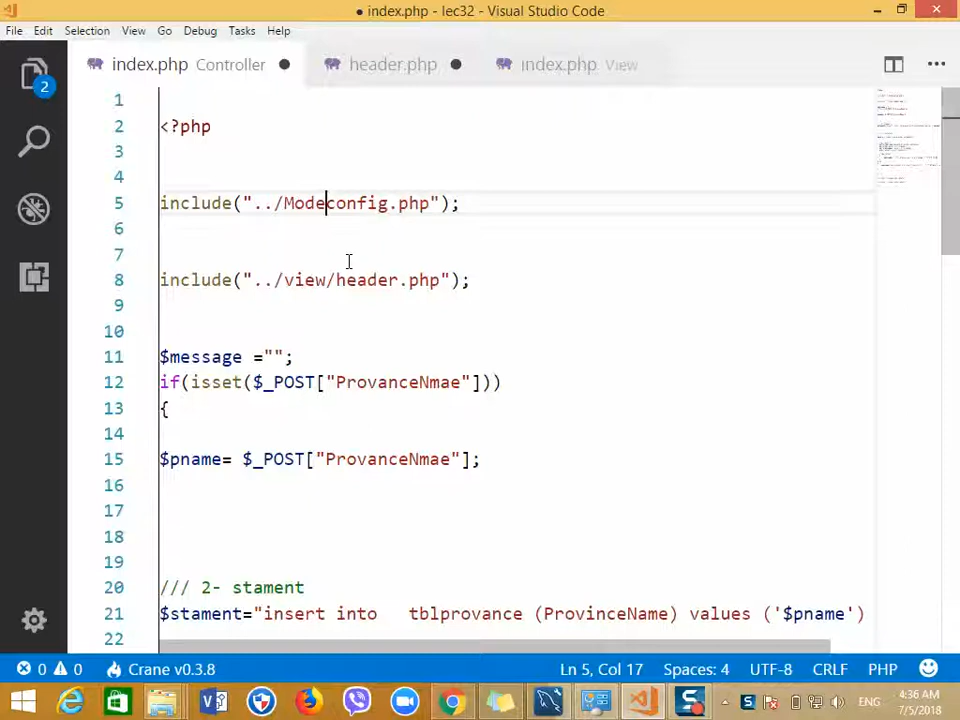 ● index.php - lec32 - Visual Studio Code
File Edit Selection View Go Debug Tasks Help
index.php Controller ● header.php ● index.php View
2
1
2 <?php
3
4
5 include("../Modeconfig.php");
6
7
8 include("../view/header.php");
9
10
11 $message ="";
12 if(isset($_POST["ProvanceNmae"]))
13 {
14
15 $pname= $_POST["ProvanceNmae"];
16
17
18
19
20 /// 2- stament
21 $stament="insert into   tblprovance (ProvinceName) values ('$pname')
22
0 0 Crane v0.3.8 Ln 5, Col 17 Spaces: 4 UTF-8 CRLF PHP
ENG
4:36 AM
7/5/2018